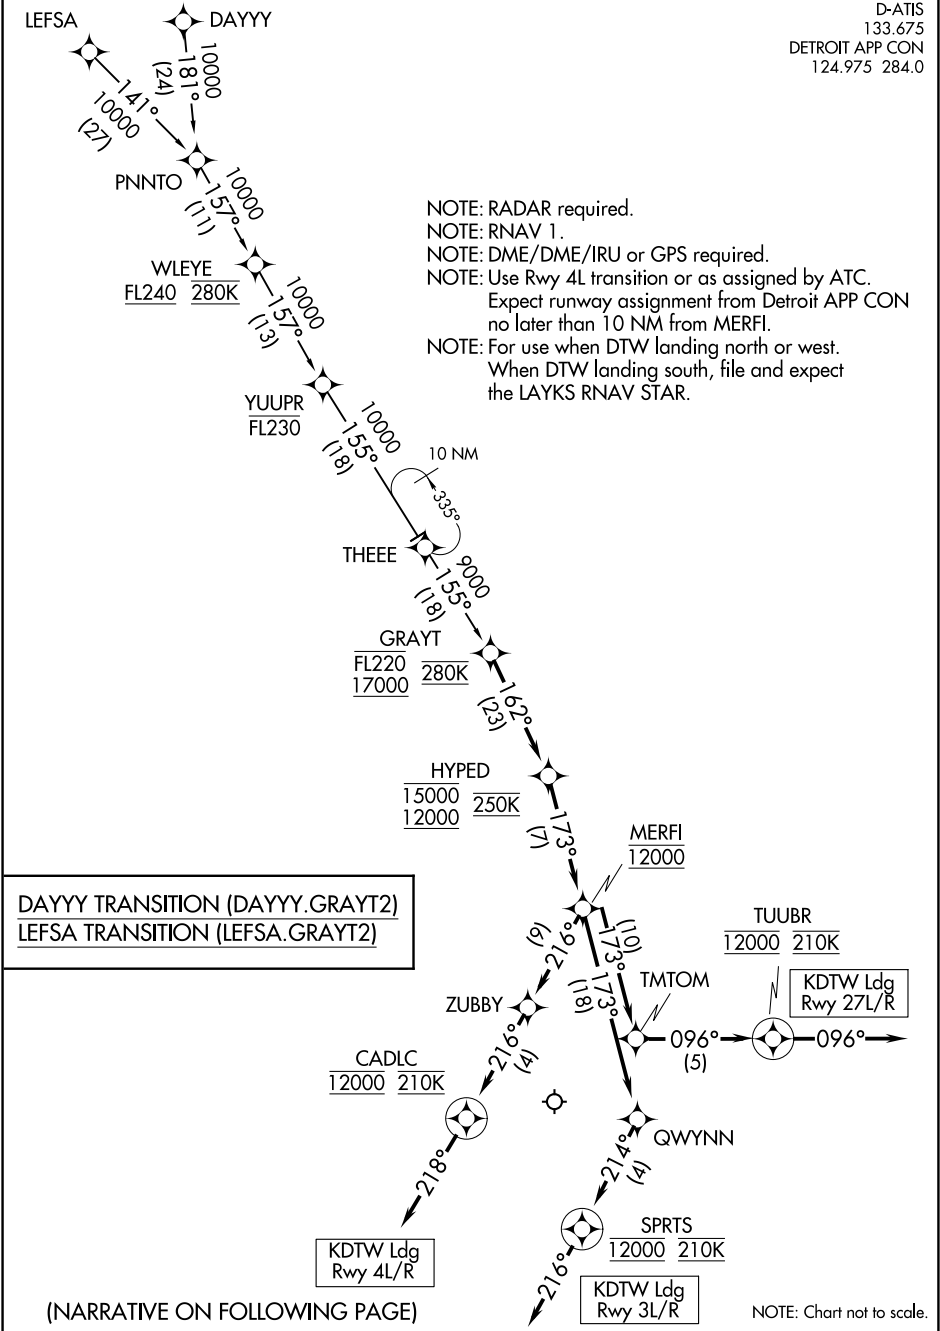 D-ATIS
133.675
DETROIT APP CON
124.975 284.0
LEFSA
DAYYY
10000
181°
(24)
141°
10000
(27)
PNNTO
10000
157°
(11)
WLEYE
FL240 280K
10000
157°
(13)
YUUPR
FL230
10000
155°
(18)
NOTE: RADAR required.
NOTE: RNAV 1.
NOTE: DME/DME/IRU or GPS required.
NOTE: Use Rwy 4L transition or as assigned by ATC.
Expect runway assignment from Detroit APP CON
no later than 10 NM from MERFI.
NOTE: For use when DTW landing north or west.
When DTW landing south, file and expect
the LAYKS RNAV STAR.
10 NM
335°
THEEE
9000
155°
(18)
GRAYT
FL220
17000
280K
162°
(23)
HYPED
15000
12000
250K
173°
(7)
MERFI
12000
DAYYY TRANSITION (DAYYY.GRAYT2)
LEFSA TRANSITION (LEFSA.GRAYT2)
(9)
216°
(10)
173°
173°
(18)
TUUBR
12000 210K
KDTW Ldg
Rwy 27L/R
TMTOM
096°
(5)
096°
ZUBBY
216°
(4)
CADLC
12000 210K
218°
QWYNN
214°
(4)
SPRTS
12000 210K
216°
KDTW Ldg
Rwy 4L/R
KDTW Ldg
Rwy 3L/R
(NARRATIVE ON FOLLOWING PAGE)
NOTE: Chart not to scale.